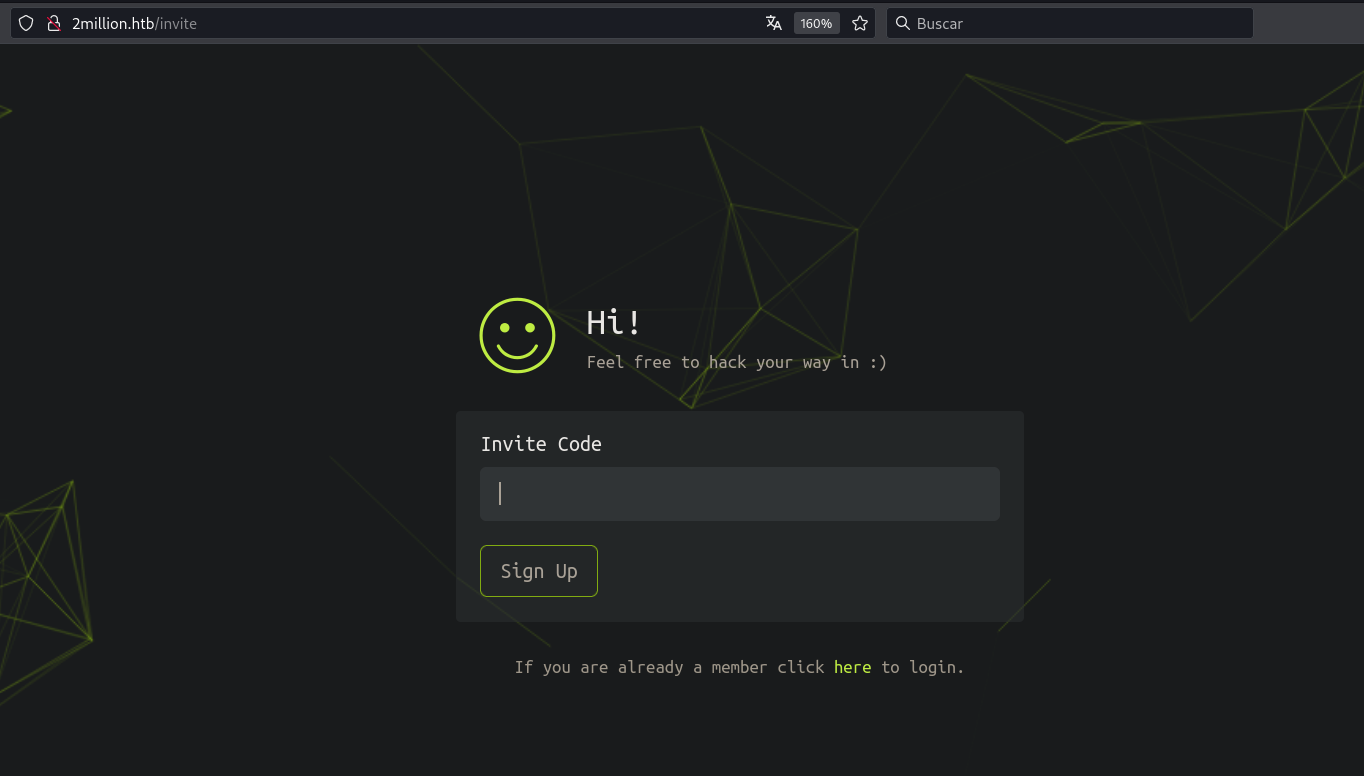 2million.htb/invite
160%
Buscar
Hi!
Feel free to hack your way in :)
Invite Code
Sign Up
If you are already a member click here to login.